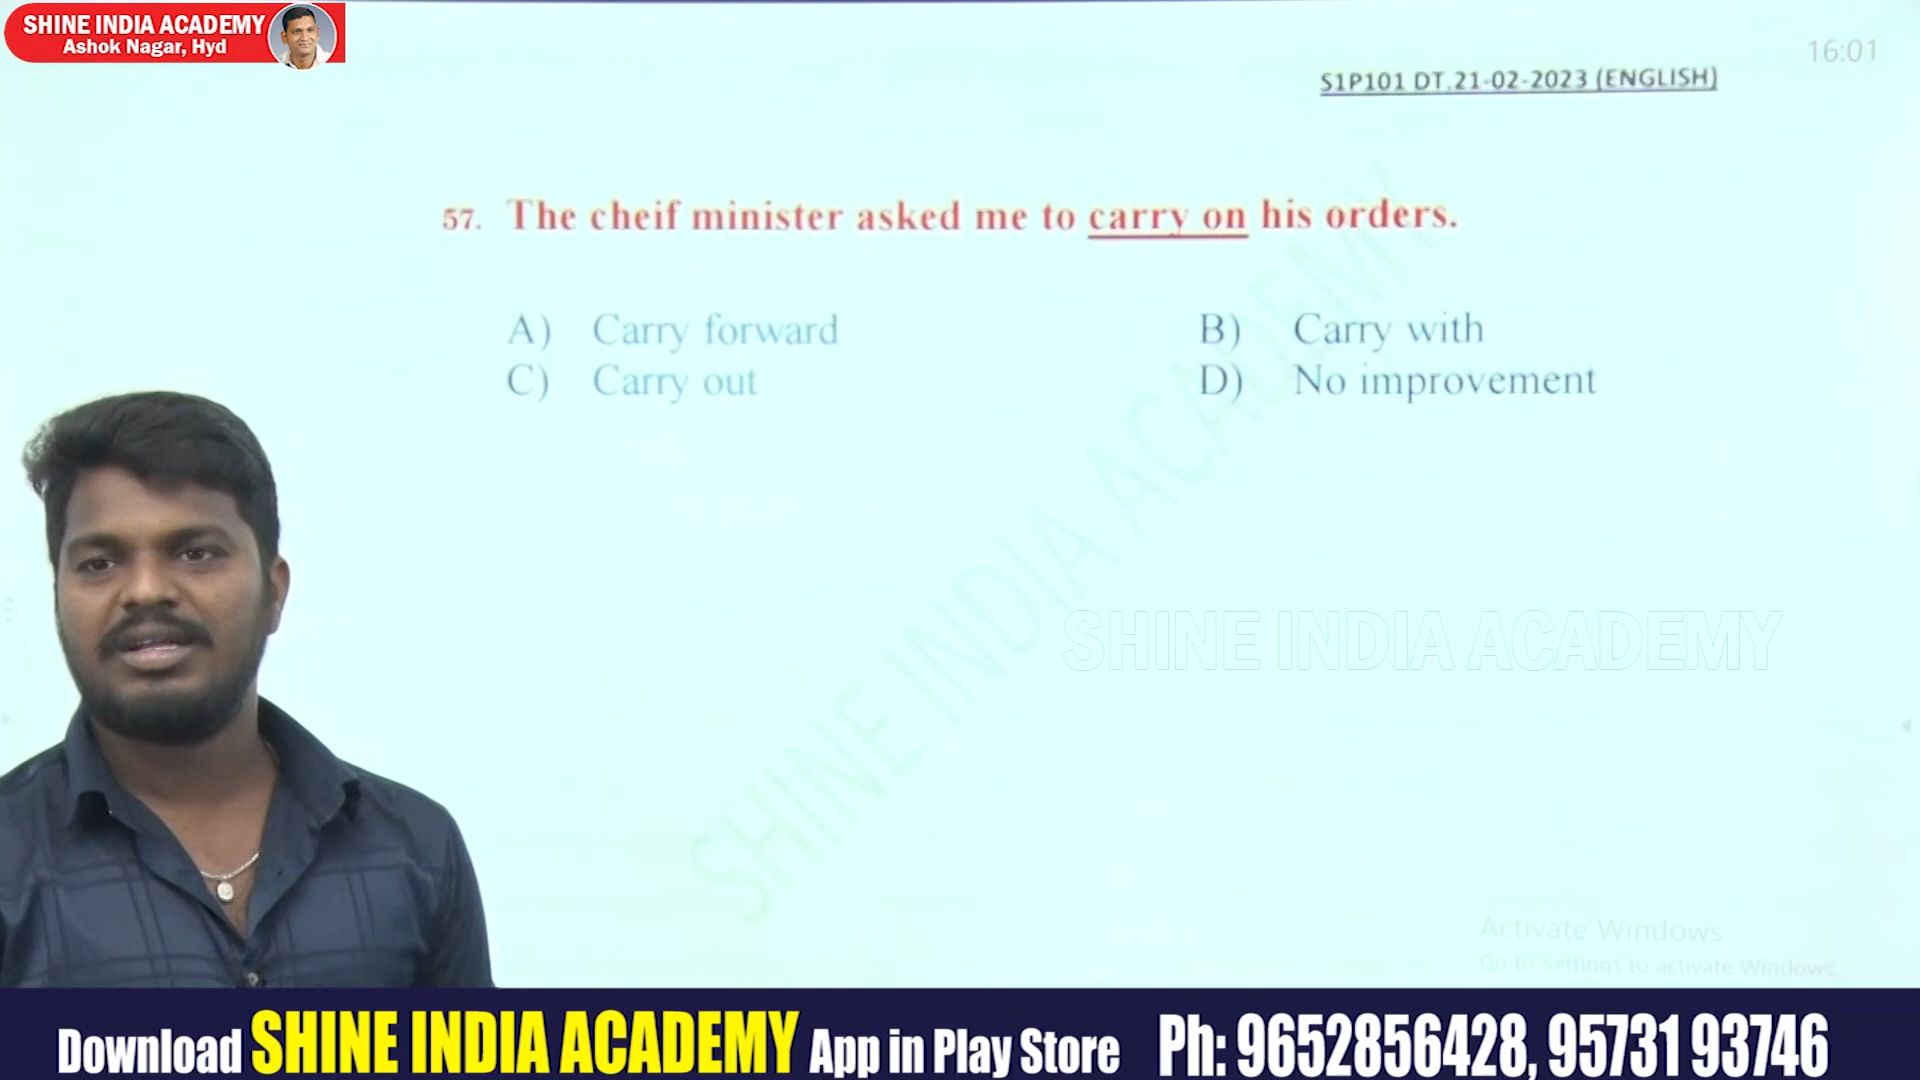 SHINE INDIA ACADEMY
Ashok Nagar, Hyd
16:01
S1P101 DT.21-02-2023 (ENGLISH)
57. The cheif minister asked me to carry on his orders.
A) Carry forward B) Carry with
C) Carry out D) No improvement
SHINE INDIA ACADEMY
SHINE INDIA ACADEMY
Activate Windows
Go to Settings to activate Windows.
Download SHINE INDIA ACADEMY App in Play Store Ph: 9652856428, 95731 93746